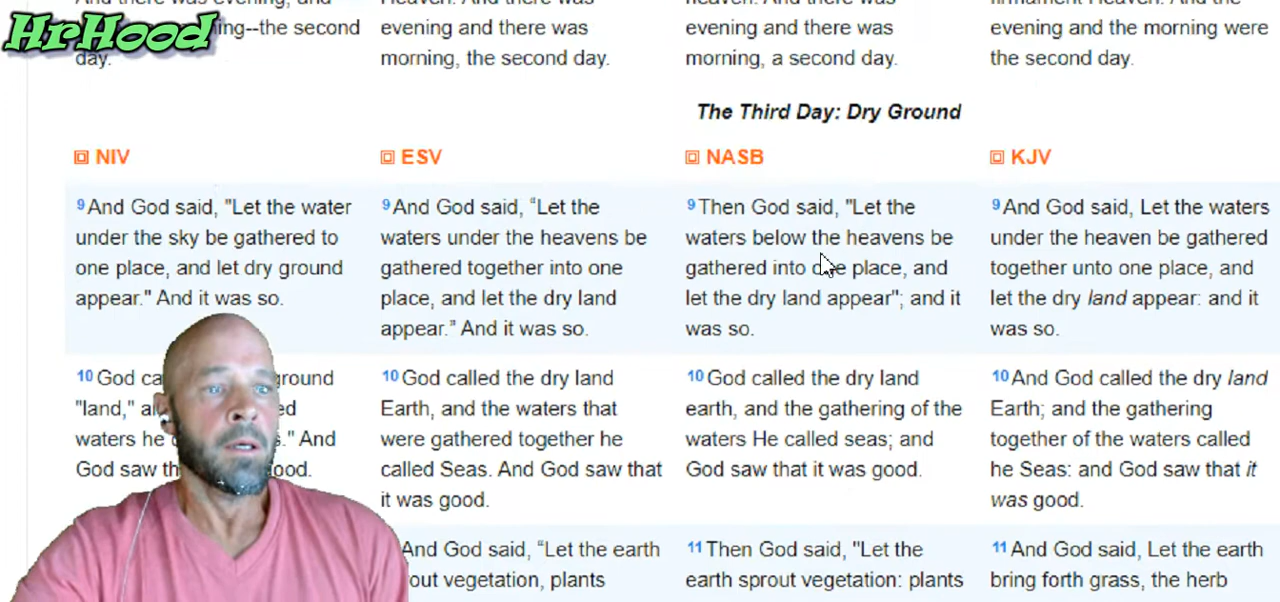 HrHood
evening and there was
evening and there was
evening and the morning were
--the second
day.
morning, the second day.
morning, a second day.
the second day.
The Third Day: Dry Ground
NIV
ESV
NASB
KJV
9 And God said, "Let the water
under the sky be gathered to
one place, and let dry ground
appear." And it was so.
9 And God said, “Let the
waters under the heavens be
gathered together into one
place, and let the dry land
appear.” And it was so.
9 Then God said, "Let the
waters below the heavens be
gathered into one place, and
let the dry land appear"; and it
was so.
9 And God said, Let the waters
under the heaven be gathered
together unto one place, and
let the dry land appear: and it
was so.
10 God ground
"land,"
waters he " And
God saw ood.
10 God called the dry land
Earth, and the waters that
were gathered together he
called Seas. And God saw that
it was good.
10 God called the dry land
earth, and the gathering of the
waters He called seas; and
God saw that it was good.
10 And God called the dry land
Earth; and the gathering
together of the waters called
he Seas: and God saw that it
was good.
And God said, “Let the earth
rout vegetation, plants
11 Then God said, "Let the
earth sprout vegetation: plants
11 And God said, Let the earth
bring forth grass, the herb